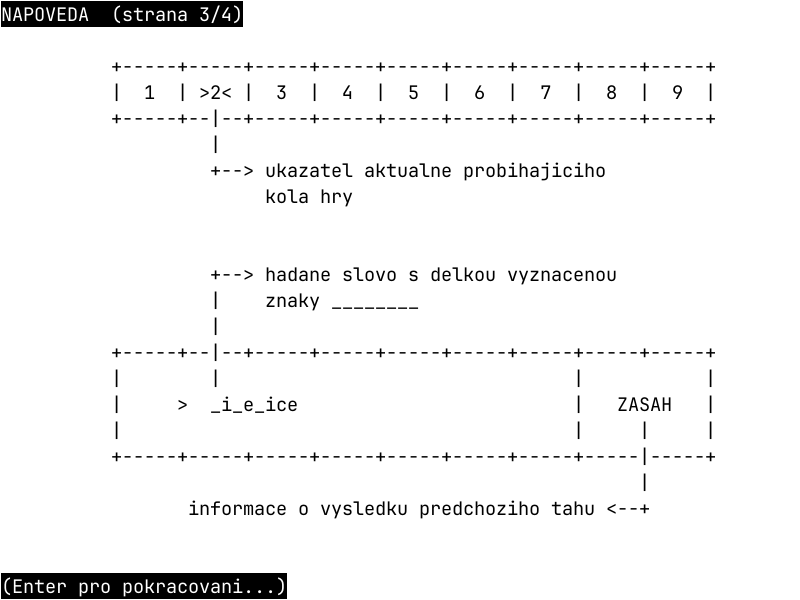 NAPOVEDA  (strana 3/4)
+-----+-----+-----+-----+-----+-----+-----+-----+-----+
|  1  | >2< |  3  |  4  |  5  |  6  |  7  |  8  |  9  |
+-----+--|--+-----+-----+-----+-----+-----+-----+-----+
|
+--> ukazatel aktualne probihajiciho
kola hry
+--> hadane slovo s delkou vyznacenou
|    znaky ________
|
+-----+--|--+-----+-----+-----+-----+-----+-----+-----+
|        |                                |           |
|     >  _i_e_ice                         |   ZASAH   |
|                                         |     |     |
+-----+-----+-----+-----+-----+-----+-----+-----|-----+
|
informace o vysledku predchoziho tahu <--+
(Enter pro pokracovani...)